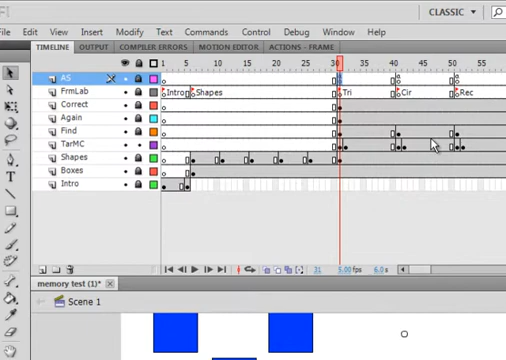 Fl
CLASSIC
File Edit View Insert Modify Text Commands Control Debug Window Help
TIMELINE OUTPUT COMPILER ERRORS MOTION EDITOR ACTIONS - FRAME
1 5 10 15 20 25 30 35 40 45 50 55
AS
FrmLab Intro Shapes Tri Cir Rec
Correct
Again
Find
TarMC
Shapes
Boxes
Intro
31 5.00 fps 6.0 s
memory test (1)*
Scene 1
T